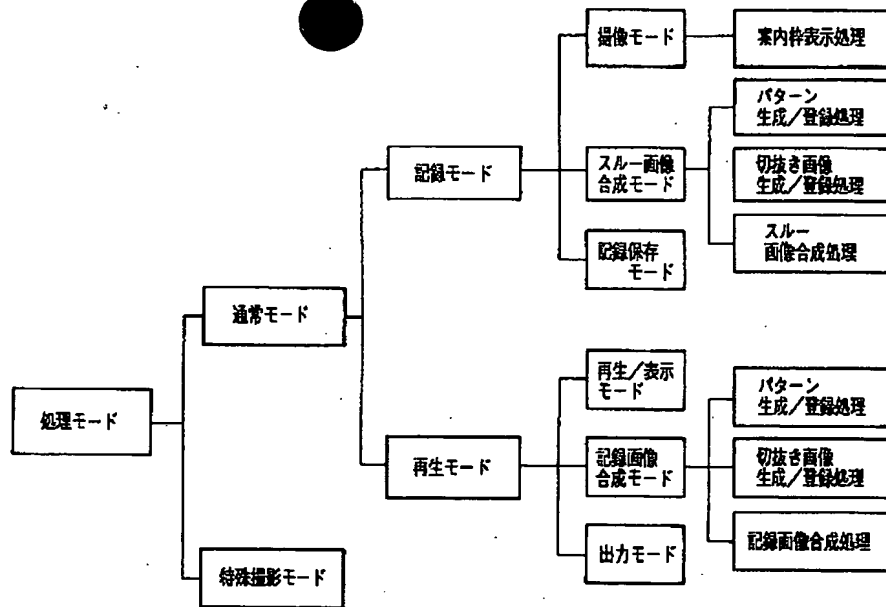 撮像モード
案内枠表示処理
パターン
生成／登録処理
記録モード
スルー画像
合成モード
切抜き画像
生成／登録処理
記録保存
モード
スルー
画像合成処理
通常モード
再生／表示
モード
パターン
生成／登録処理
処理モード
再生モード
記録画像
合成モード
切抜き画像
生成／登録処理
出力モード
記録画像合成処理
特殊撮影モード